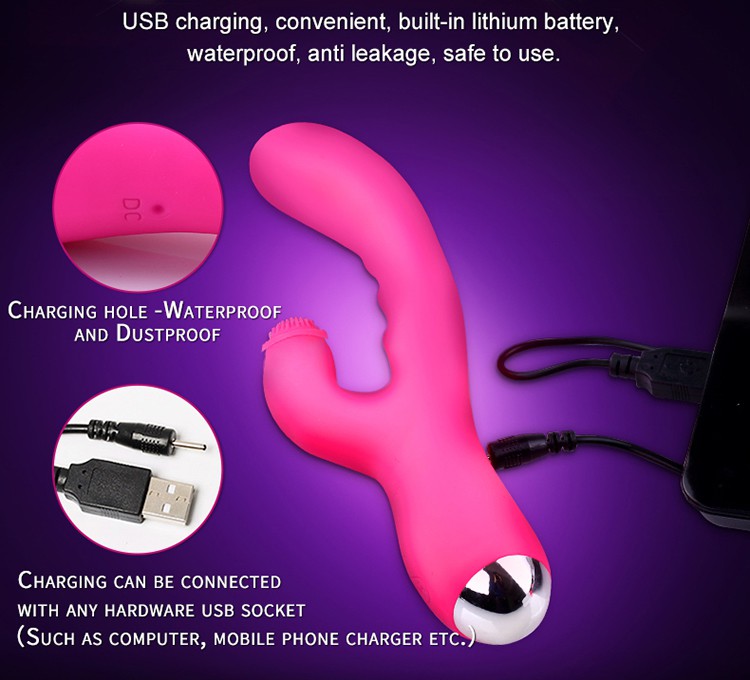 USB charging, convenient, built-in lithium battery,
waterproof, anti leakage, safe to use.
DC
Charging hole -Waterproof
and Dustproof
Charging can be connected
with any hardware usb socket
(Such as computer, mobile phone charger etc.)